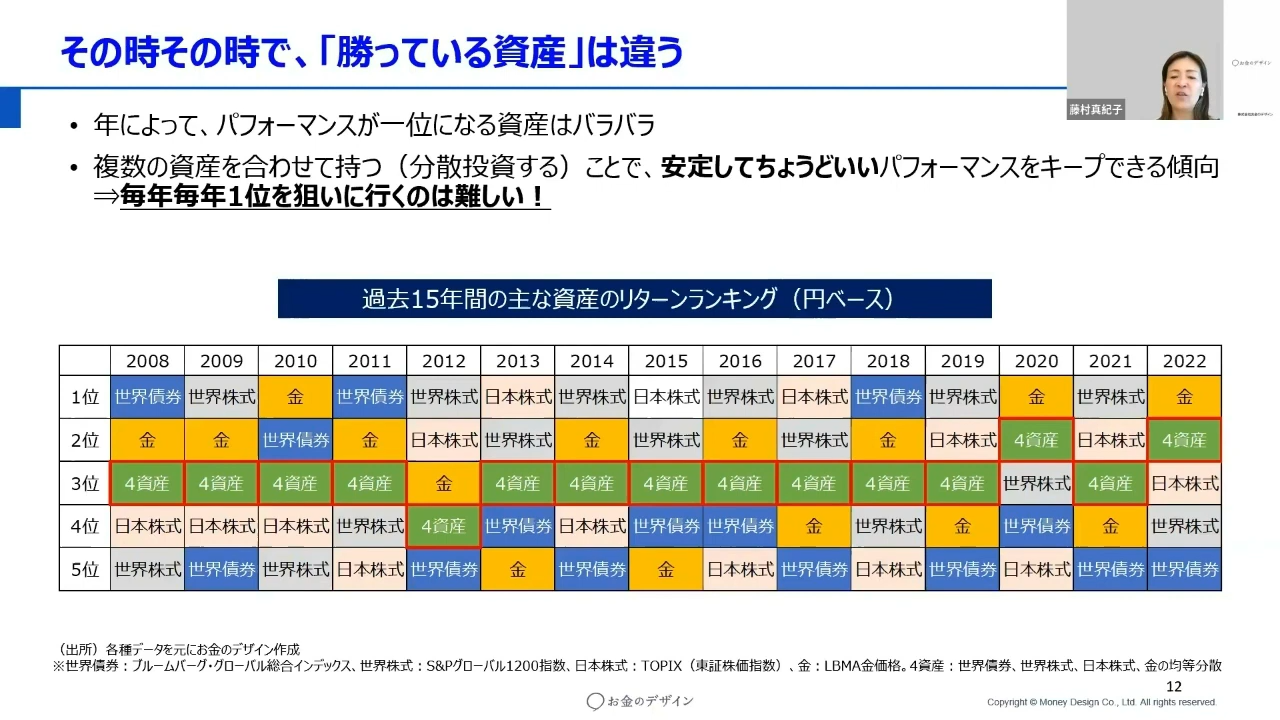 その時その時で、「勝っている資産」は違う
お金のデザイン
藤村真紀子
株式会社お金のデザイン
• 年によって、パフォーマンスが一位になる資産はバラバラ
• 複数の資産を合わせて持つ（分散投資する）ことで、安定してちょうどいいパフォーマンスをキープできる傾向
⇒毎年毎年1位を狙いに行くのは難しい！
過去15年間の主な資産のリターンランキング（円ベース）
2008 2009 2010 2011 2012 2013 2014 2015 2016 2017 2018 2019 2020 2021 2022
1位 世界債券 世界株式 金 世界債券 世界株式 日本株式 世界株式 日本株式 世界株式 日本株式 世界債券 世界株式 金 世界株式 金
2位 金 金 世界債券 金 日本株式 世界株式 金 世界株式 金 世界株式 金 日本株式 4資産 日本株式 4資産
3位 4資産 4資産 4資産 4資産 金 4資産 4資産 4資産 4資産 4資産 4資産 4資産 世界株式 4資産 日本株式
4位 日本株式 日本株式 日本株式 世界株式 4資産 世界債券 日本株式 世界債券 世界債券 金 世界株式 金 世界債券 金 世界株式
5位 世界株式 世界債券 世界株式 日本株式 世界債券 金 世界債券 金 日本株式 世界債券 日本株式 世界債券 日本株式 世界債券 世界債券
（出所）各種データを元にお金のデザイン作成
※世界債券：ブルームバーグ・グローバル総合インデックス、世界株式：S&Pグローバル1200指数、日本株式：TOPIX（東証株価指数）、金：LBMA金価格。4資産：世界債券、世界株式、日本株式、金の均等分散
12
お金のデザイン
Copyright © Money Design Co., Ltd. All rights reserved.